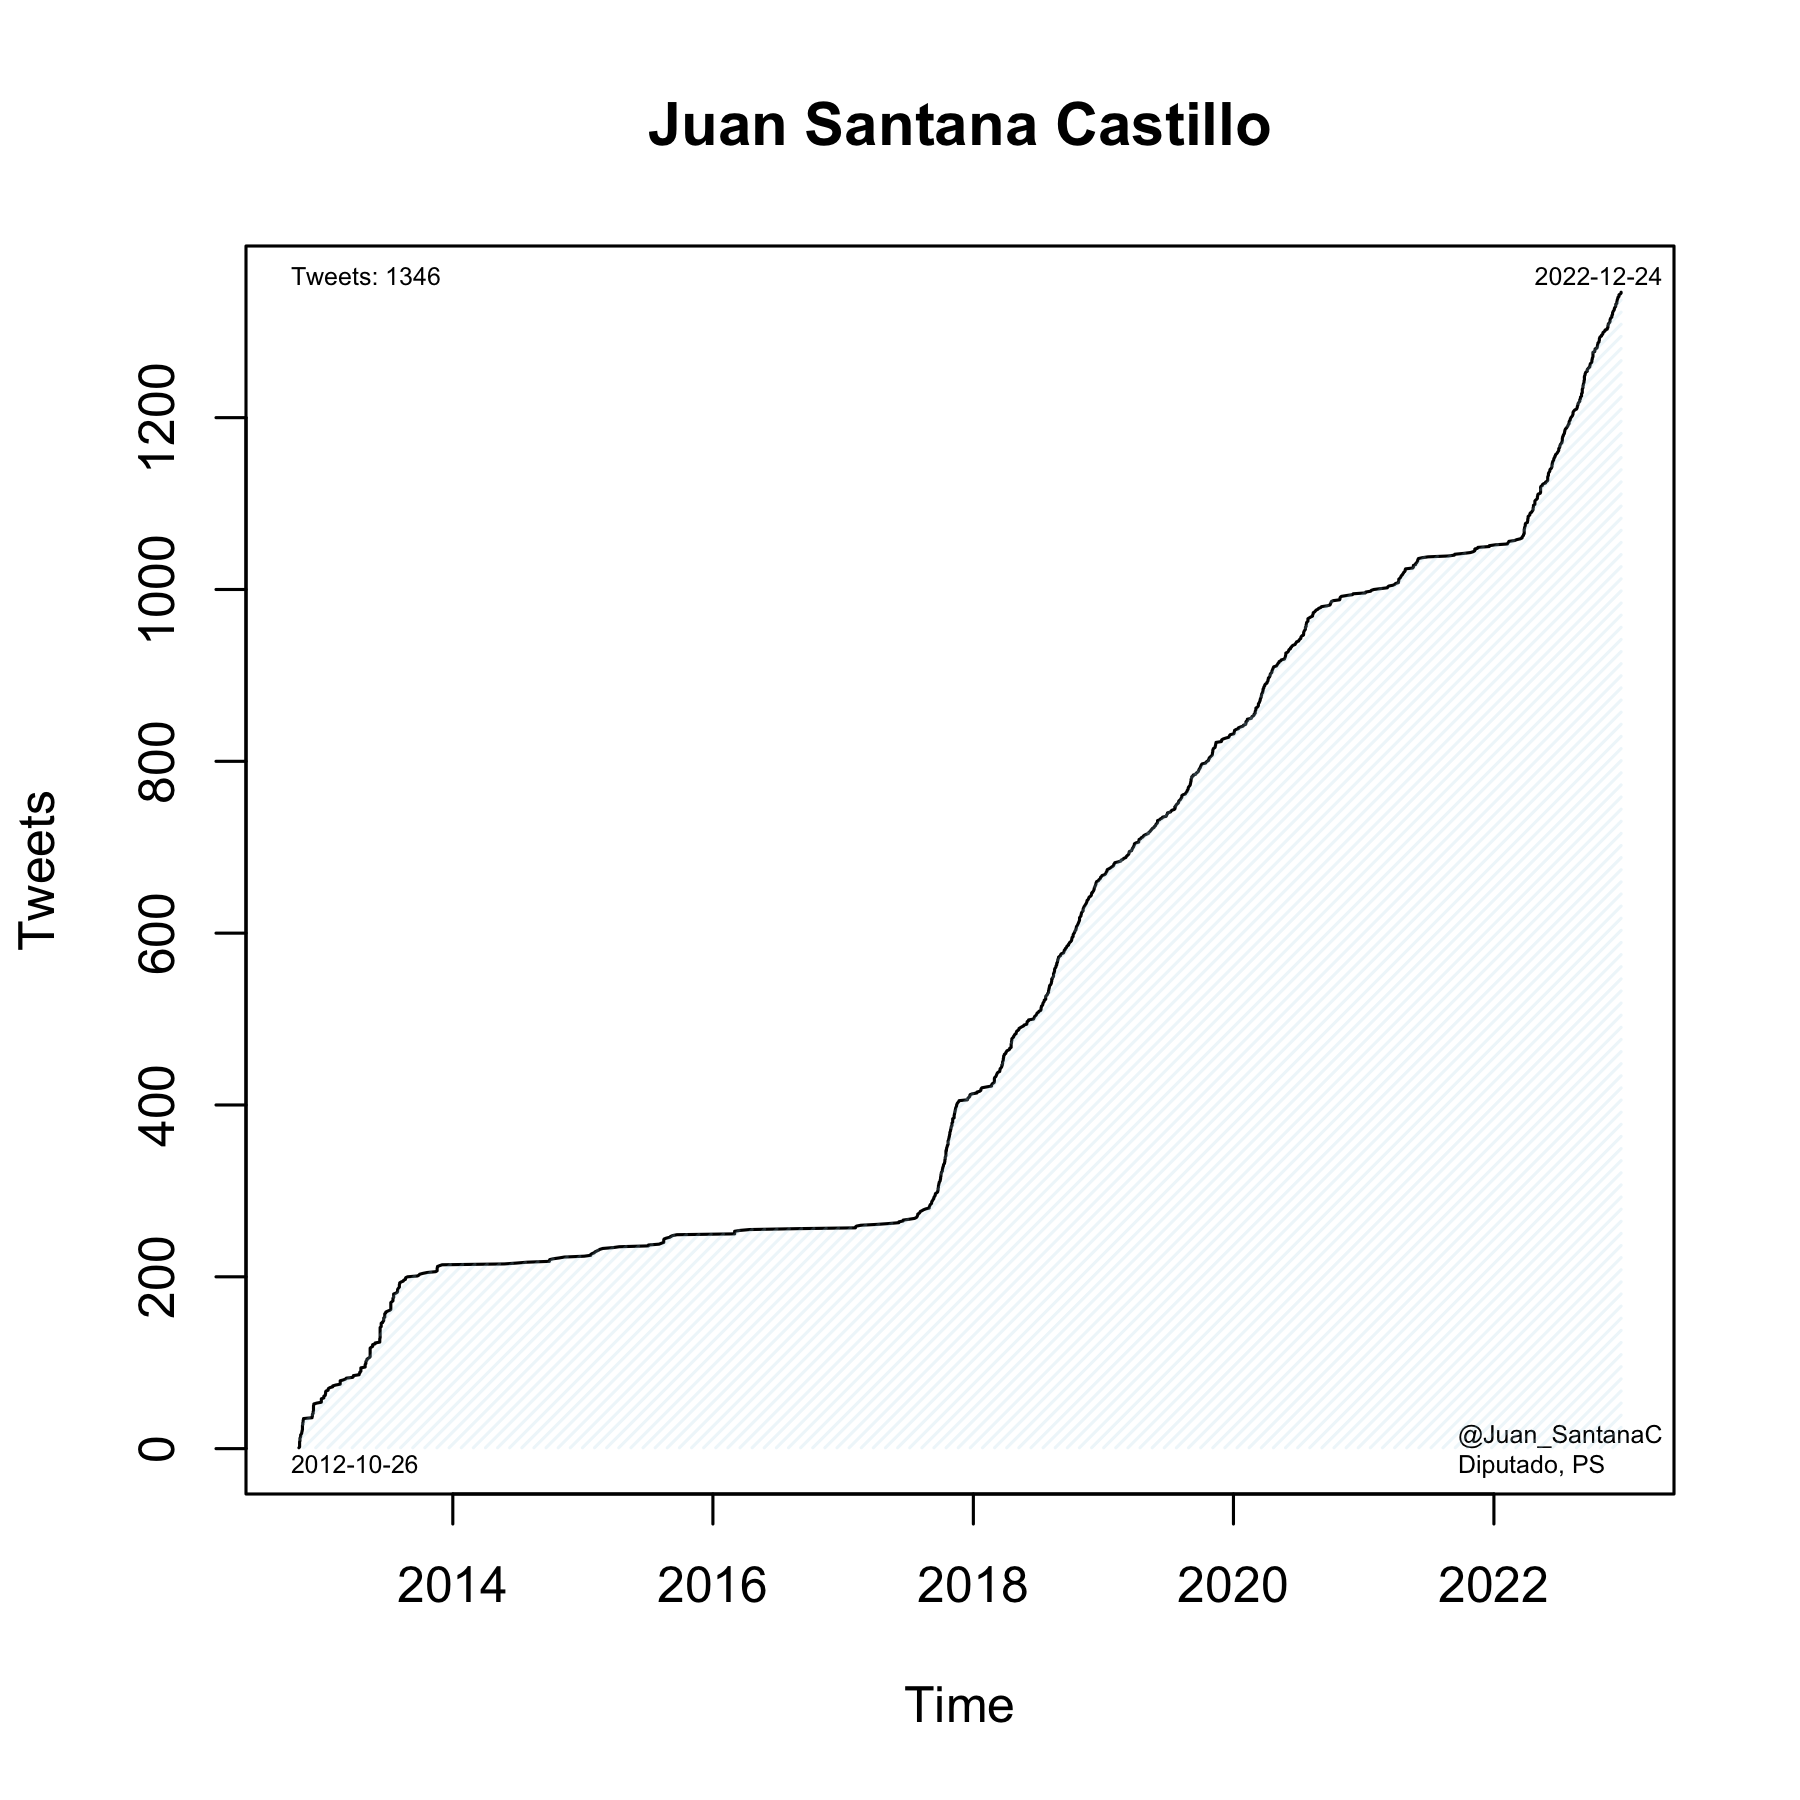 Juan Santana Castillo
Tweets: 1346
2022-12-24
1200
1000
800
600
400
200
0
Tweets
@Juan_SantanaC
Diputado, PS
2012-10-26
2014
2016
2018
2020
2022
Time